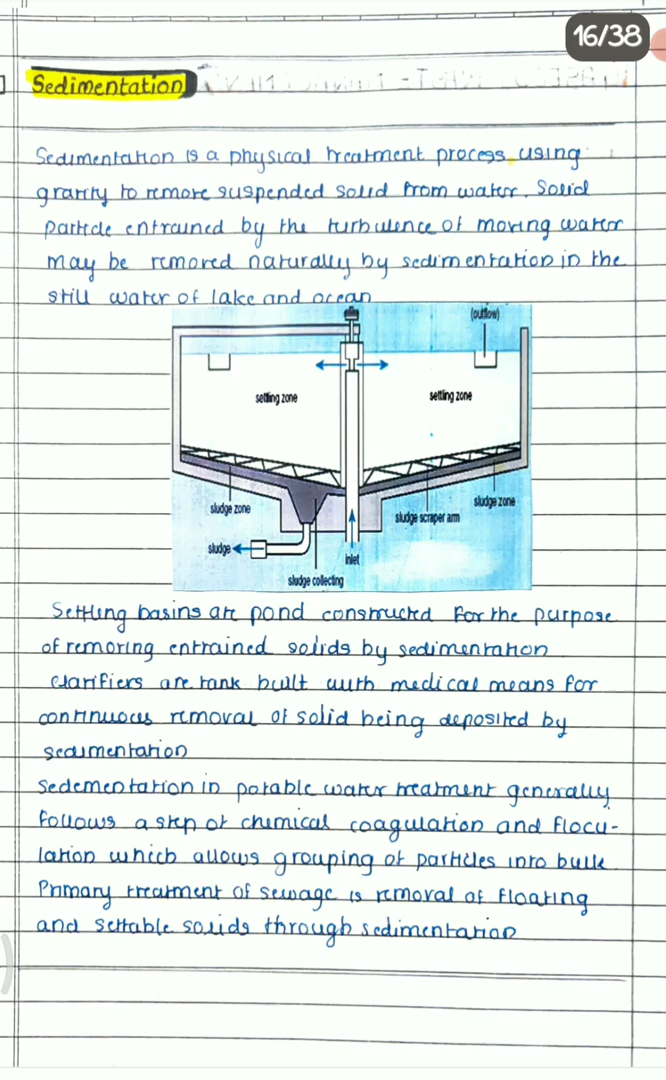 16/38
Sedimentation
Sedimentation is a physical treatment process using
gravity to remove suspended solid from water. Solid
particle entrained by the turbulence of moving water
may be removed naturally by sedimentation in the
still water of lake and ocean
(outflow)
settling zone
settling zone
sludge zone
sludge zone
sludge scraper arm
sludge
inlet
sludge collecting
Settling basins are pond constructed for the purpose
of removing entrained solids by sedimentation
clarifiers are tank built with medical means for
continuous removal of solid being deposited by
sedimentation
Sedementation in potable water treatment generally
follows a step of chemical coagulation and floccu-
lation which allows grouping of particles into bulk
Primary treatment of sewage is removal of floating
and settable solids through sedimentation